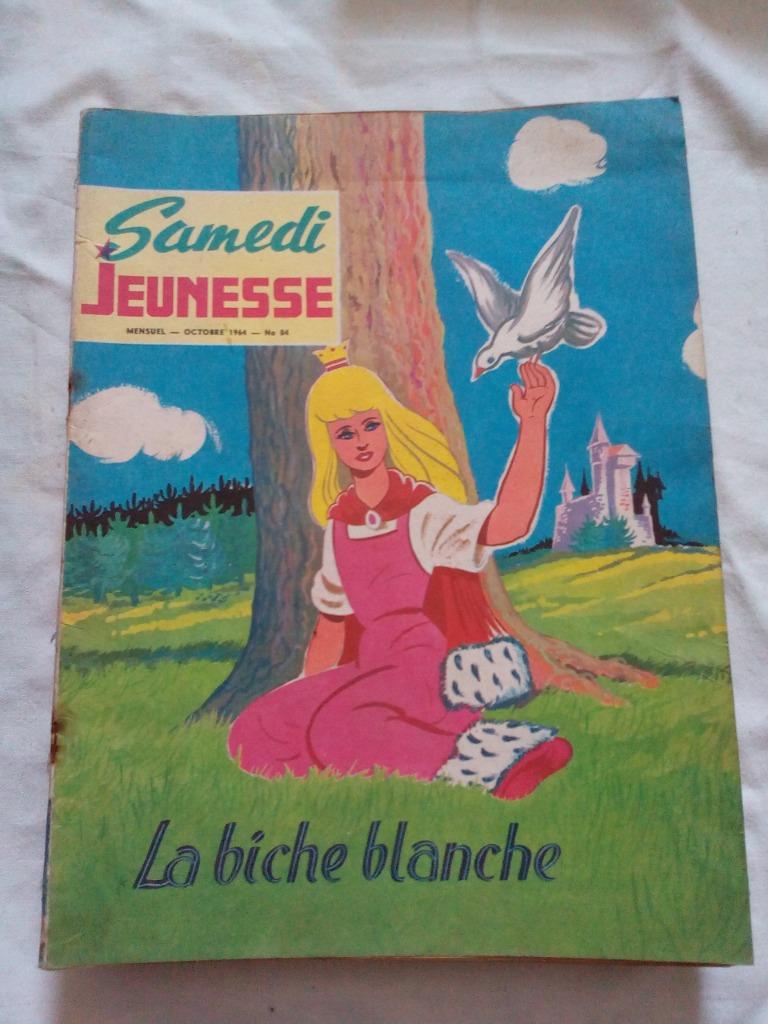 Samedi
JEUNESSE
MENSUEL — OCTOBRE 1964 — No 84
La biche blanche